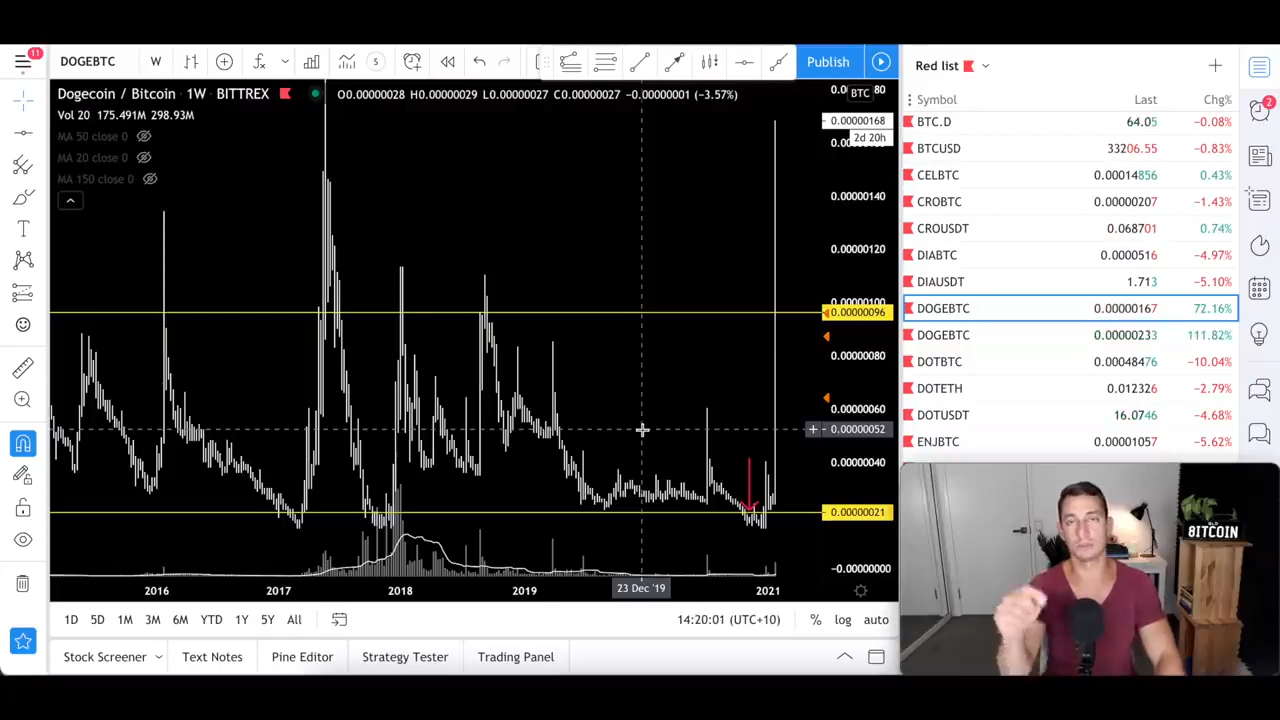 11
DOGEBTC W S Publish
Dogecoin / Bitcoin · 1W · BITTREX O0.00000028 H0.00000029 L0.00000027 C0.00000027 −0.00000001 (−3.57%)
Vol 20 175.491M 298.93M
MA 50 close 0
MA 20 close 0
MA 150 close 0
BTC
0.00000168
2d 20h
0.00000140
0.00000120
0.00000096
0.00000080
0.00000060
0.00000052
0.00000040
0.00000021
−0.00000000
2016 2017 2018 2019 23 Dec '19 2021
1D 5D 1M 3M 6M YTD 1Y 5Y All 14:20:01 (UTC+10) % log auto
Stock Screener Text Notes Pine Editor Strategy Tester Trading Panel
Red list
Symbol Last Chg%
BTC.D 64.05 −0.08%
BTCUSD 33206.55 −0.83%
CELBTC 0.00014856 0.43%
CROBTC 0.00000207 −1.43%
CROUSDT 0.068701 0.74%
DIABTC 0.0000516 −4.97%
DIAUSDT 1.713 −5.10%
DOGEBTC 0.00000167 72.16%
DOGEBTC 0.00000233 111.82%
DOTBTC 0.00048476 −10.04%
DOTETH 0.012326 −2.79%
DOTUSDT 16.0746 −4.68%
ENJBTC 0.00001057 −5.62%
2
8ITCOIN